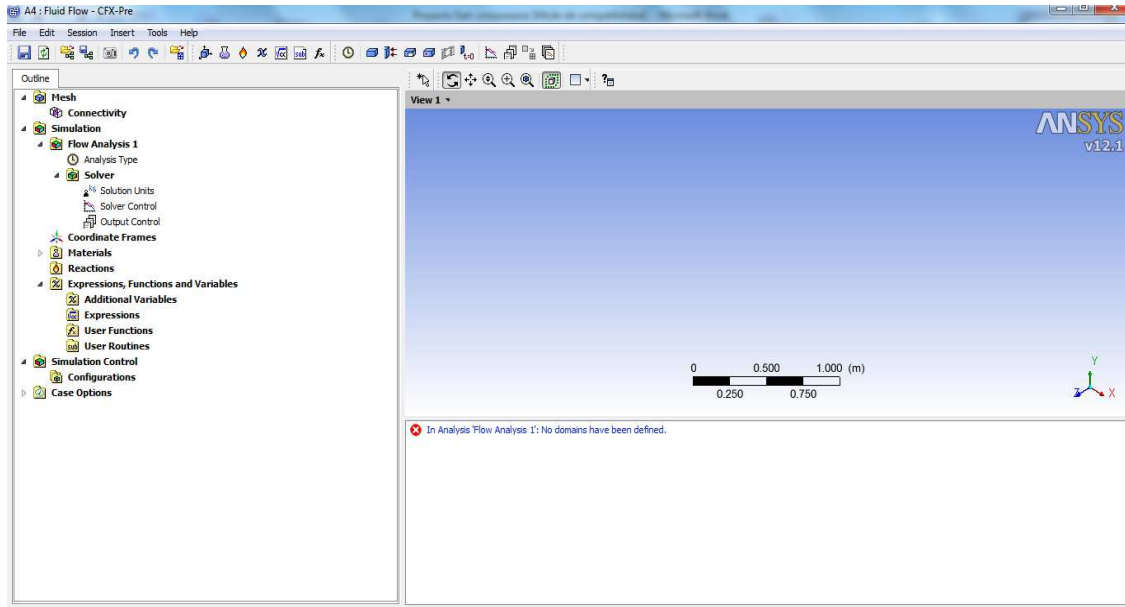 A4 : Fluid Flow - CFX-Pre
File Edit Session Insert Tools Help
Outline
Mesh
Connectivity
Simulation
Flow Analysis 1
Analysis Type
Solver
Solution Units
Solver Control
Output Control
Coordinate Frames
Materials
Reactions
Expressions, Functions and Variables
Additional Variables
Expressions
User Functions
User Routines
Simulation Control
Configurations
Case Options
View 1
ANSYS
v12.1
0 0.500 1.000 (m)
0.250 0.750
Y
Z X
In Analysis 'Flow Analysis 1': No domains have been defined.